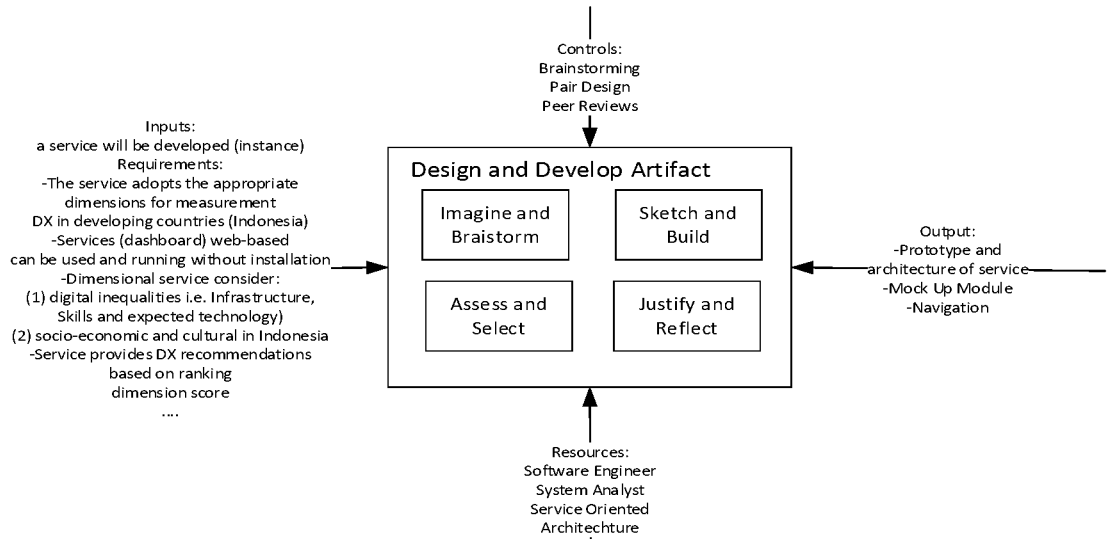 Controls:
Brainstorming
Pair Design
Peer Reviews
Inputs:
a service will be developed (instance)
Requirements:
-The service adopts the appropriate
dimensions for measurement
DX in developing countries (Indonesia)
-Services (dashboard) web-based
can be used and running without installation
-Dimensional service consider:
(1) digital inequalities i.e. Infrastructure,
Skills and expected technology)
(2) socio-economic and cultural in Indonesia
-Service provides DX recommendations
based on ranking
dimension score
....
Design and Develop Artifact
Imagine and
Braistorm
Sketch and
Build
Assess and
Select
Justify and
Reflect
Output:
-Prototype and
architecture of service
-Mock Up Module
-Navigation
Resources:
Software Engineer
System Analyst
Service Oriented
Architechture